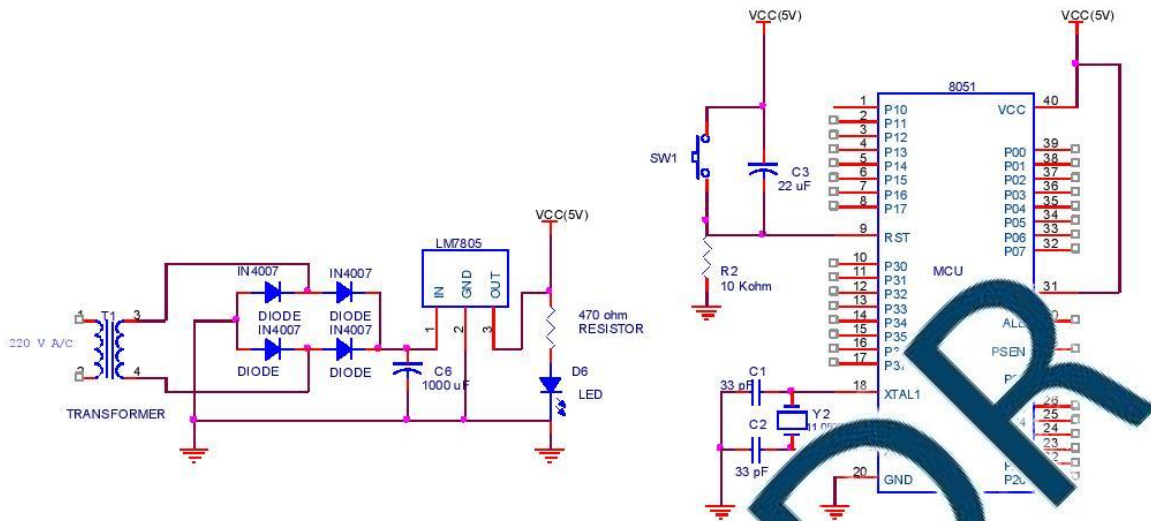 VCC(5V)
VCC(5V)
8051
1
P10
VCC
40
2
P11
3
P12
4
P13
P00
39
5
P14
P01
38
6
P15
P02
37
7
P16
P03
36
8
P17
P04
35
P05
34
P06
33
P07
32
SW1
C3
22 uF
9
RST
R2
10 Kohm
MCU
10
P30
11
P31
12
P32
13
P33
14
P34
15
P35
16
17
31
PSEN
25
24
23
C1
33 pF
18
XTAL1
Y2
C2
33 pF
20
GND
VCC(5V)
LM7805
IN
GND
OUT
1
2
3
IN4007
IN4007
DIODE
DIODE
IN4007
IN4007
DIODE
DIODE
T1
1
3
2
4
220 V A/C
TRANSFORMER
C6
1000 uF
470 ohm
RESISTOR
D6
LED